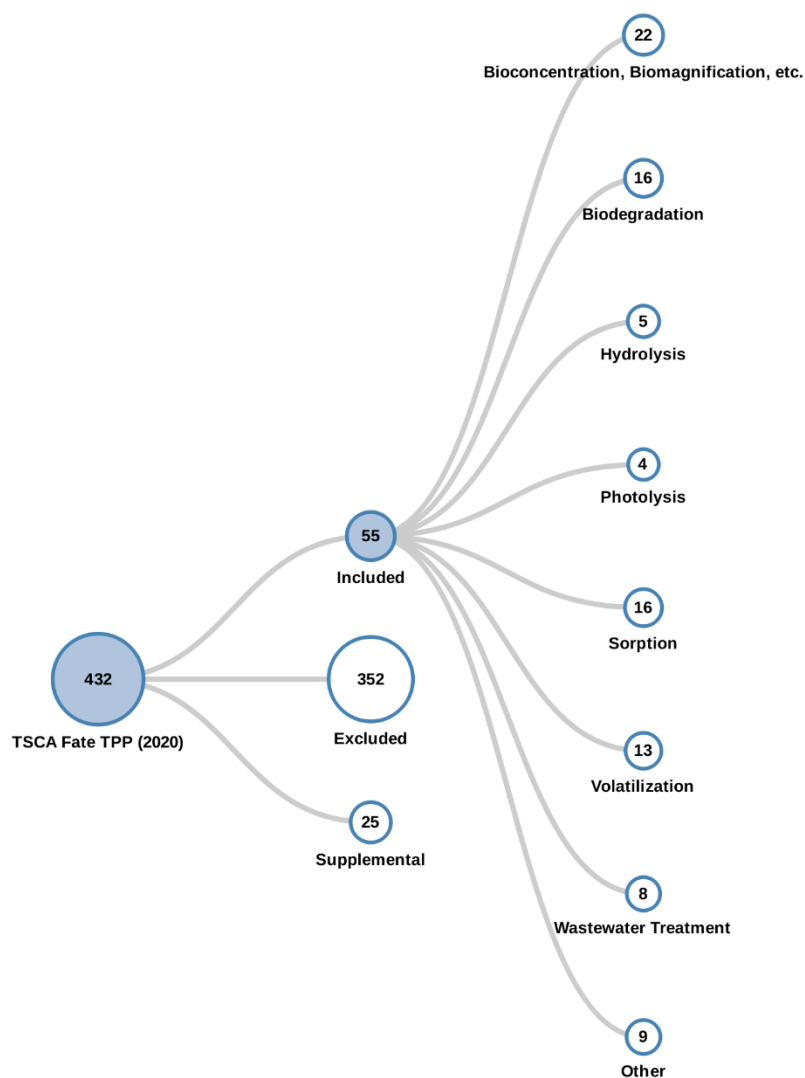 22
Bioconcentration, Biomagnification, etc.
16
Biodegradation
5
Hydrolysis
4
Photolysis
55
Included
16
Sorption
432
TSCA Fate TPP (2020)
352
Excluded
13
Volatilization
25
Supplemental
8
Wastewater Treatment
9
Other